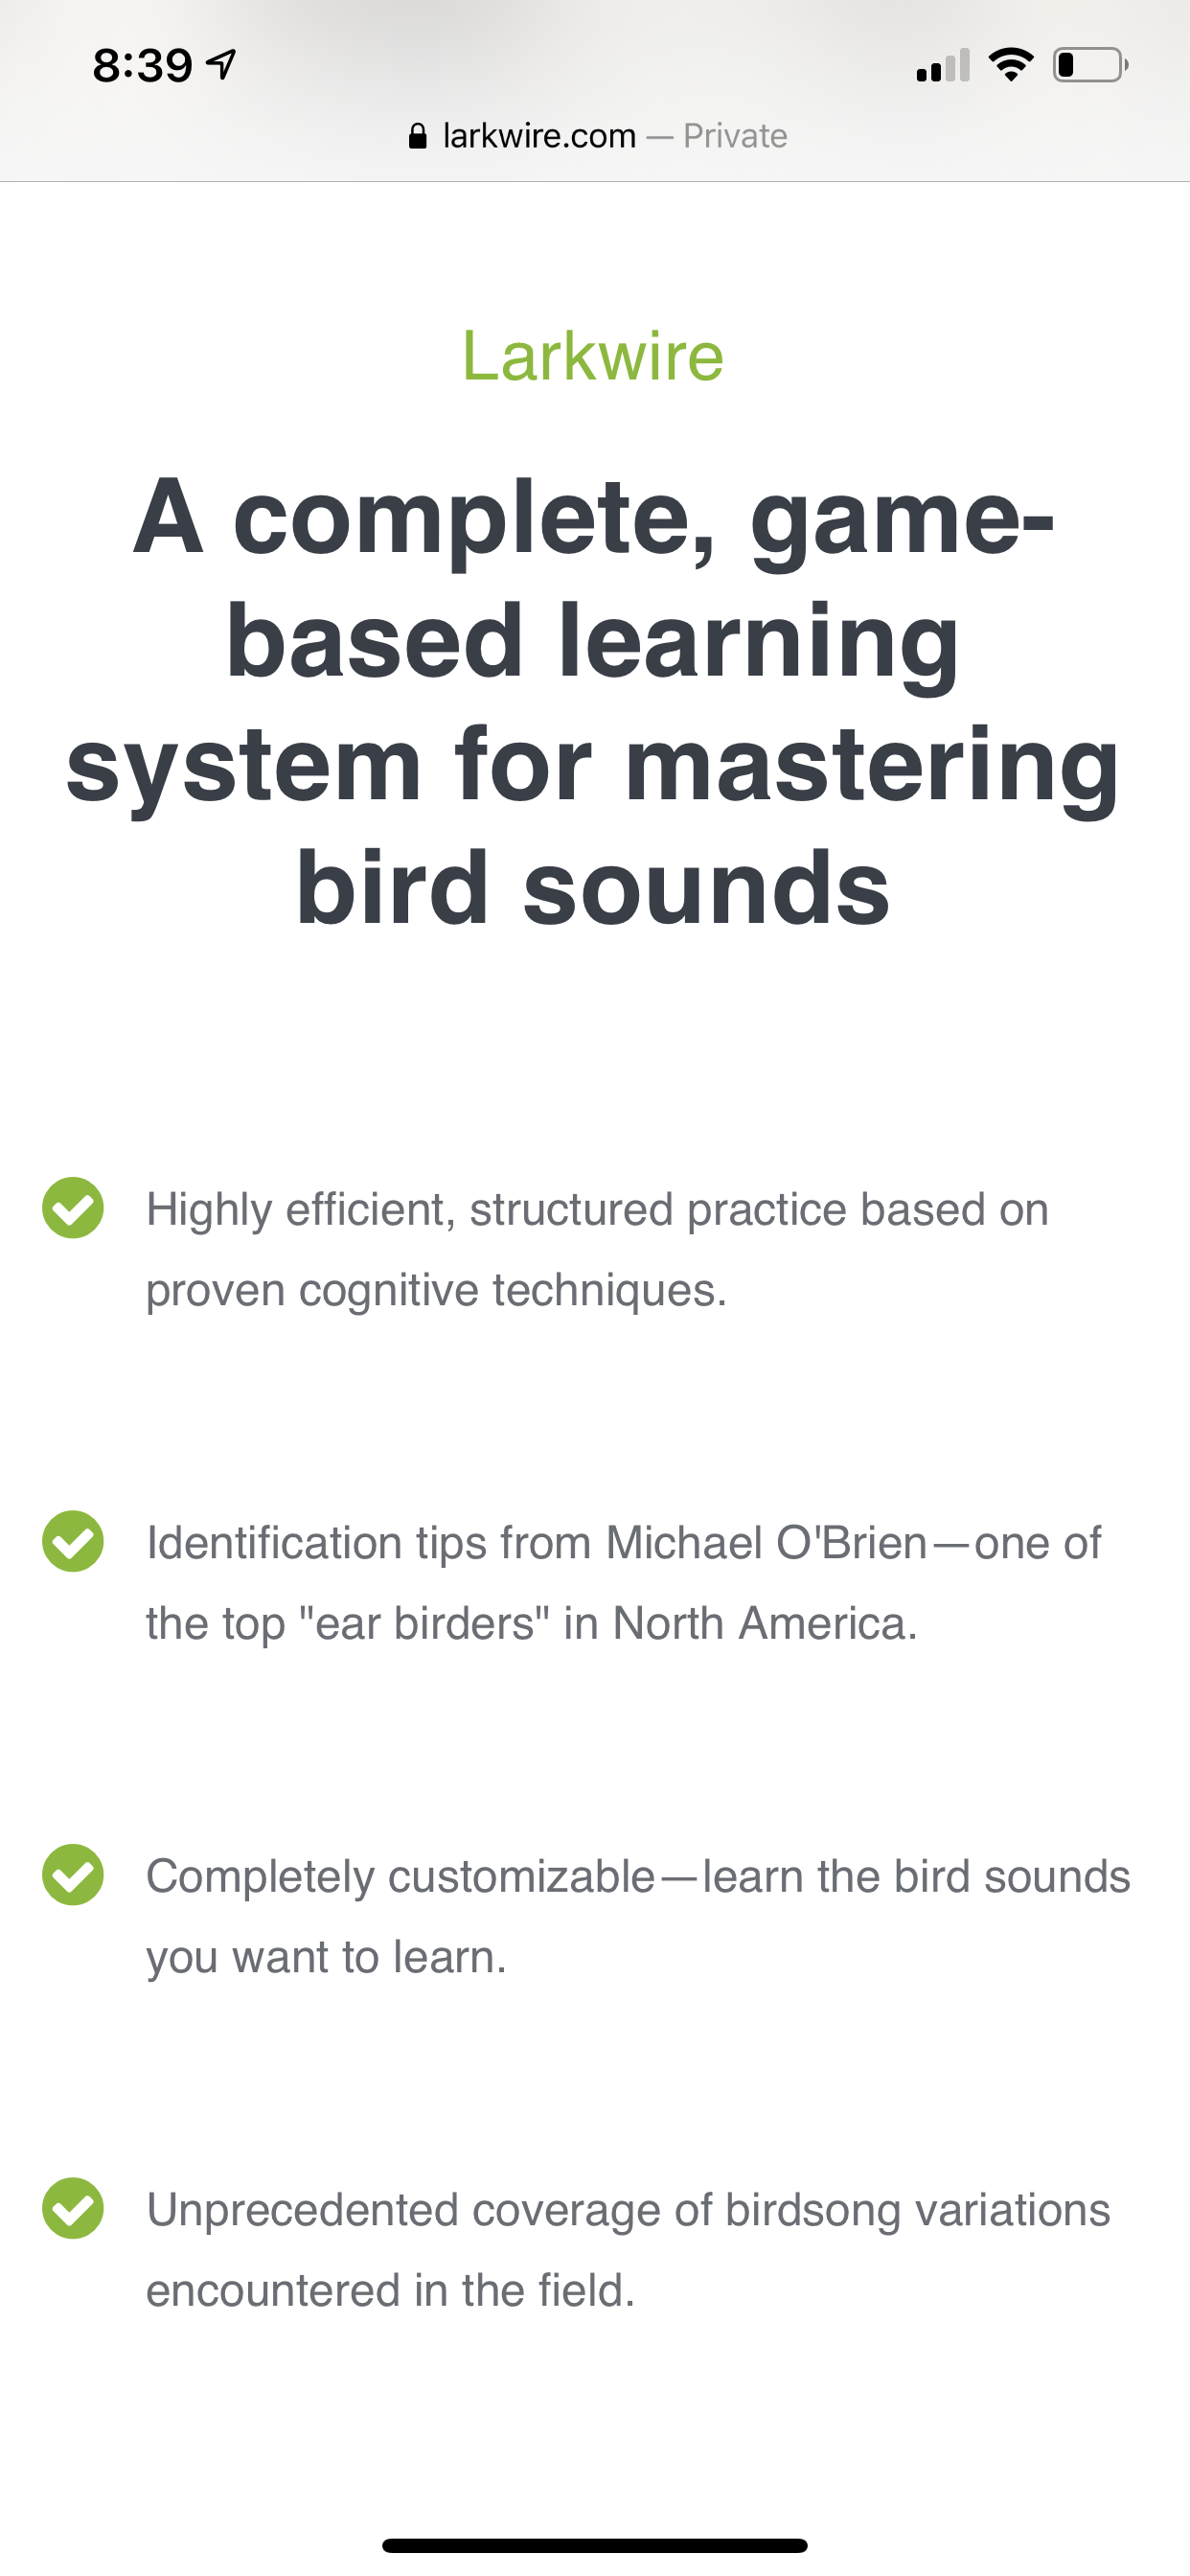 8:39
larkwire.com — Private
Larkwire
A complete, game-
based learning
system for mastering
bird sounds
Highly efficient, structured practice based on
proven cognitive techniques.
Identification tips from Michael O'Brien—one of
the top "ear birders" in North America.
Completely customizable—learn the bird sounds
you want to learn.
Unprecedented coverage of birdsong variations
encountered in the field.